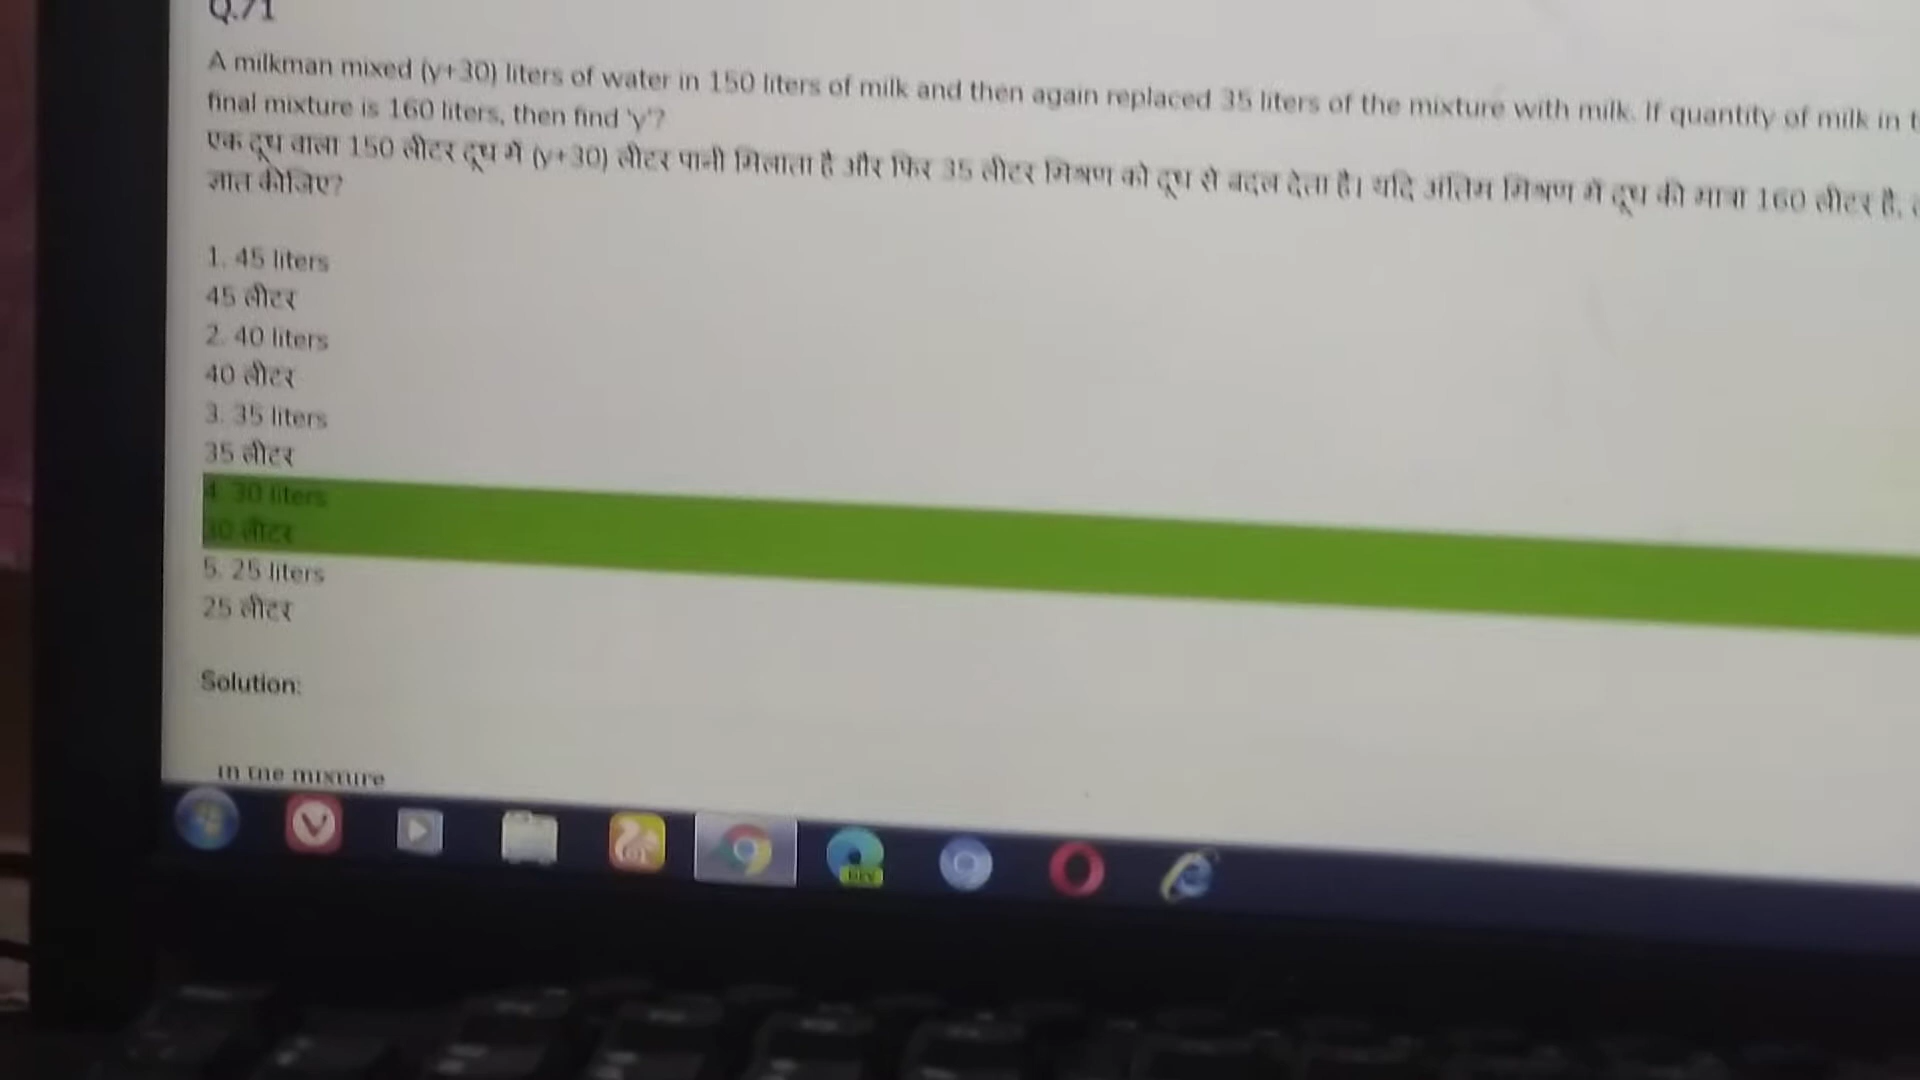 Q.71
A milkman mixed (y+30) liters of water in 150 liters of milk and then again replaced 35 liters of the mixture with milk. If quantity of milk in
final mixture is 160 liters, then find 'y'?
एक दूध वाला 150 लीटर दूध में (y+30) लीटर पानी मिलाता है और फिर 35 लीटर मिश्रण को दूध से बदल देता है। यदि अंतिम मिश्रण में दूध की मात्रा 160 लीटर है,
ज्ञात कीजिए?
1. 45 liters
45 लीटर
2. 40 liters
40 लीटर
3. 35 liters
35 लीटर
4. 30 liters
30 लीटर
5. 25 liters
25 लीटर
Solution:
in the mixture
DEV